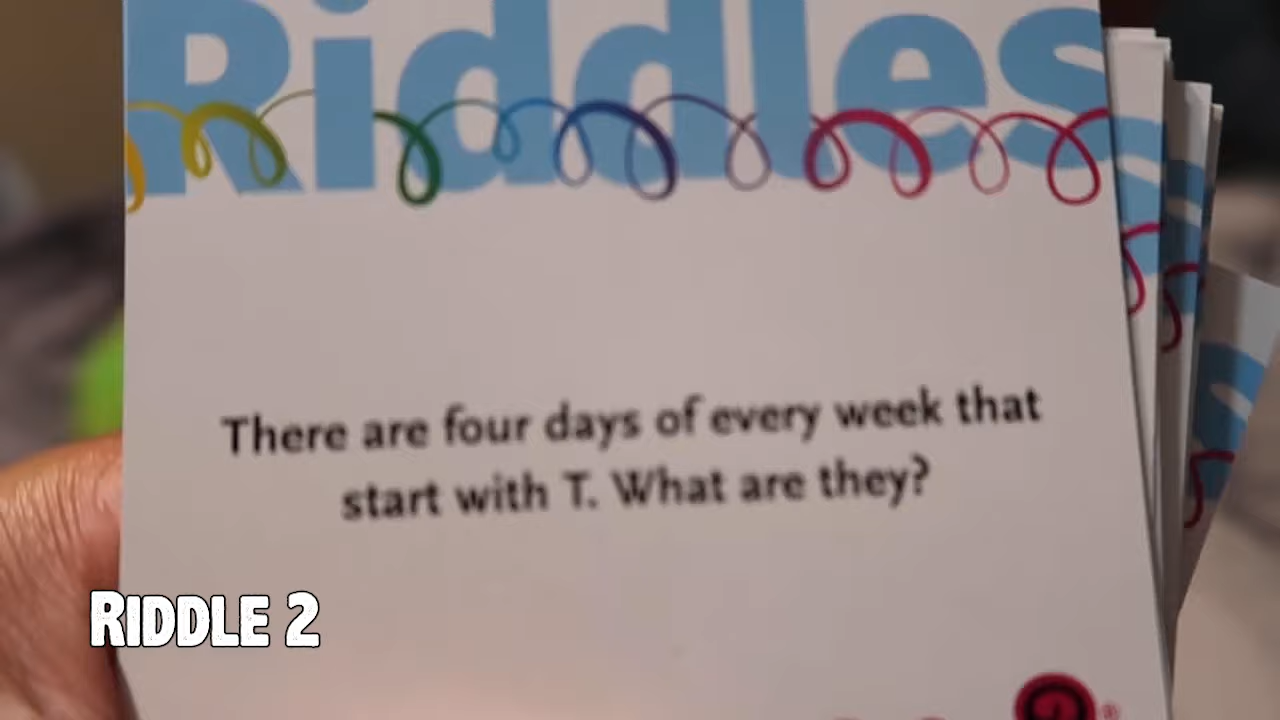 Riddles
There are four days of every week that
start with T. What are they?
RIDDLE 2